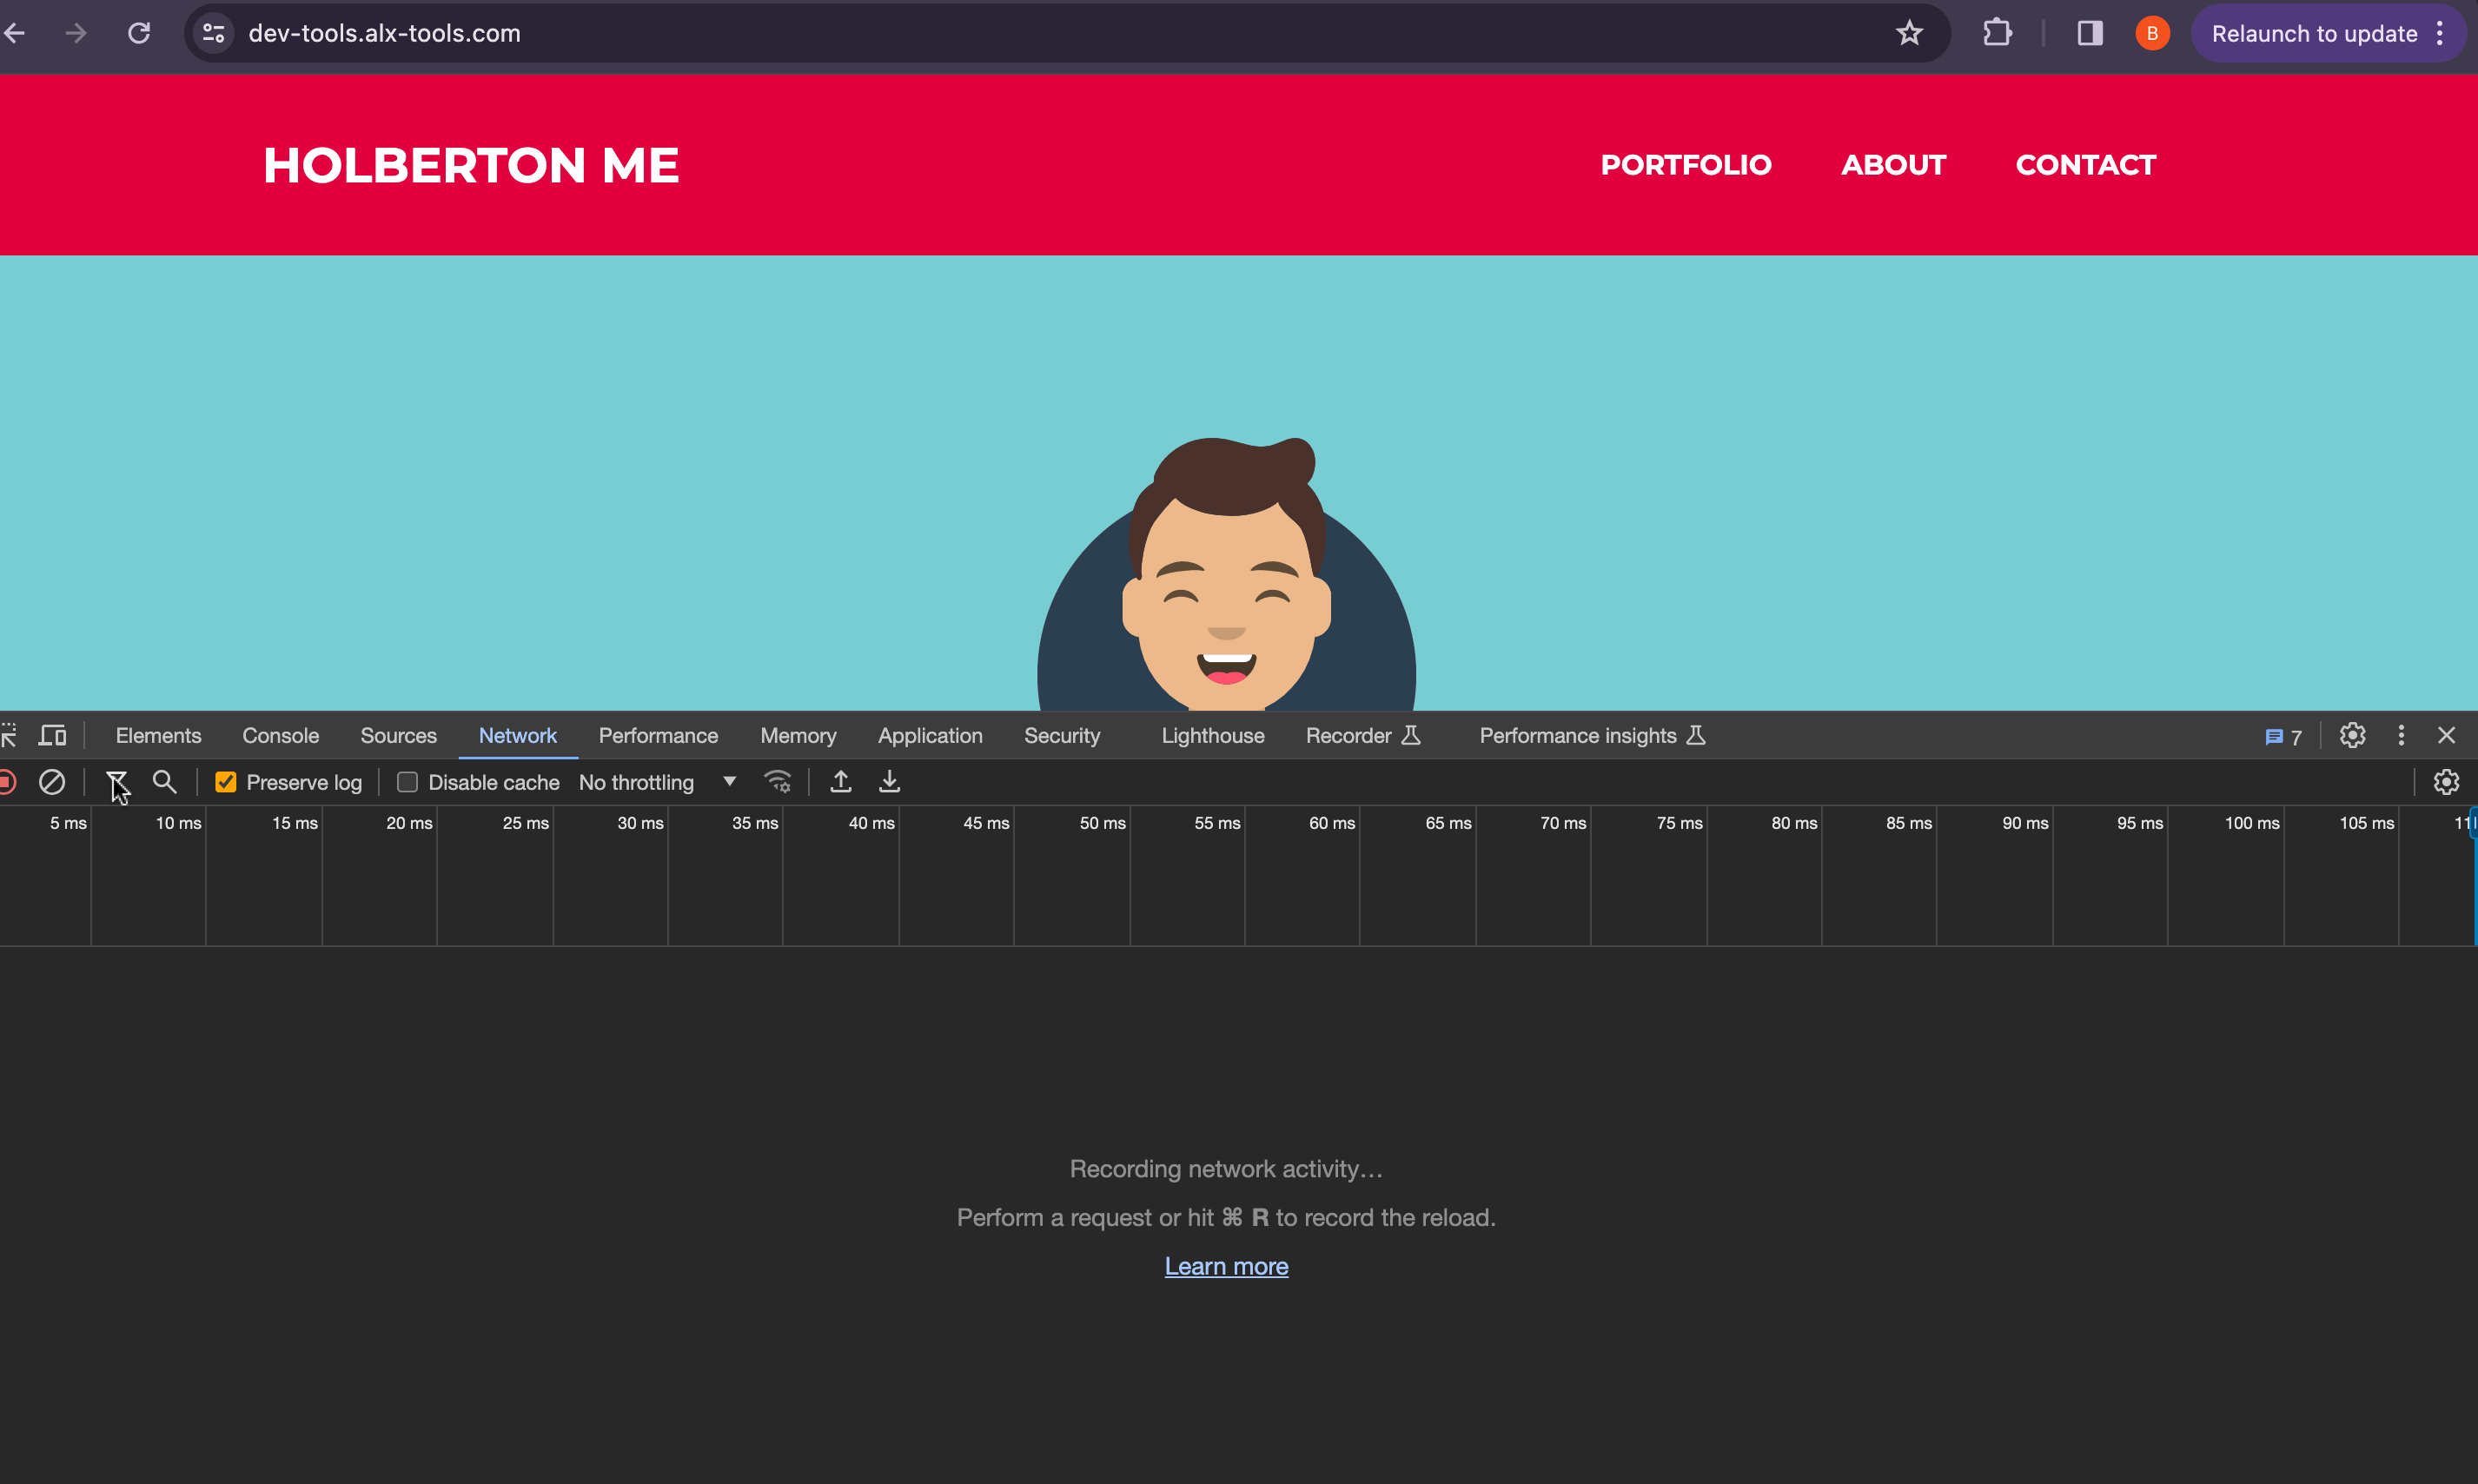 dev-tools.alx-tools.com B Relaunch to update
HOLBERTON ME PORTFOLIO ABOUT CONTACT
Elements Console Sources Network Performance Memory Application Security Lighthouse Recorder Performance insights 7
Preserve log Disable cache No throttling
5 ms 10 ms 15 ms 20 ms 25 ms 30 ms 35 ms 40 ms 45 ms 50 ms 55 ms 60 ms 65 ms 70 ms 75 ms 80 ms 85 ms 90 ms 95 ms 100 ms 105 ms
Recording network activity…
Perform a request or hit ⌘ R to record the reload.
Learn more